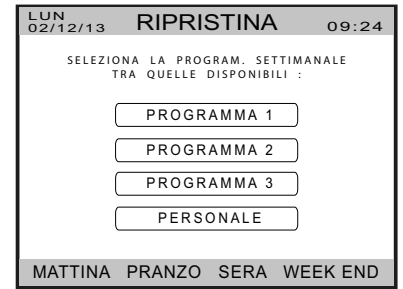 LUN
02/12/13 RIPRISTINA 09:24
SELEZIONA LA PROGRAM. SETTIMANALE
TRA QUELLE DISPONIBILI :
PROGRAMMA 1
PROGRAMMA 2
PROGRAMMA 3
PERSONALE
MATTINA PRANZO SERA WEEK END